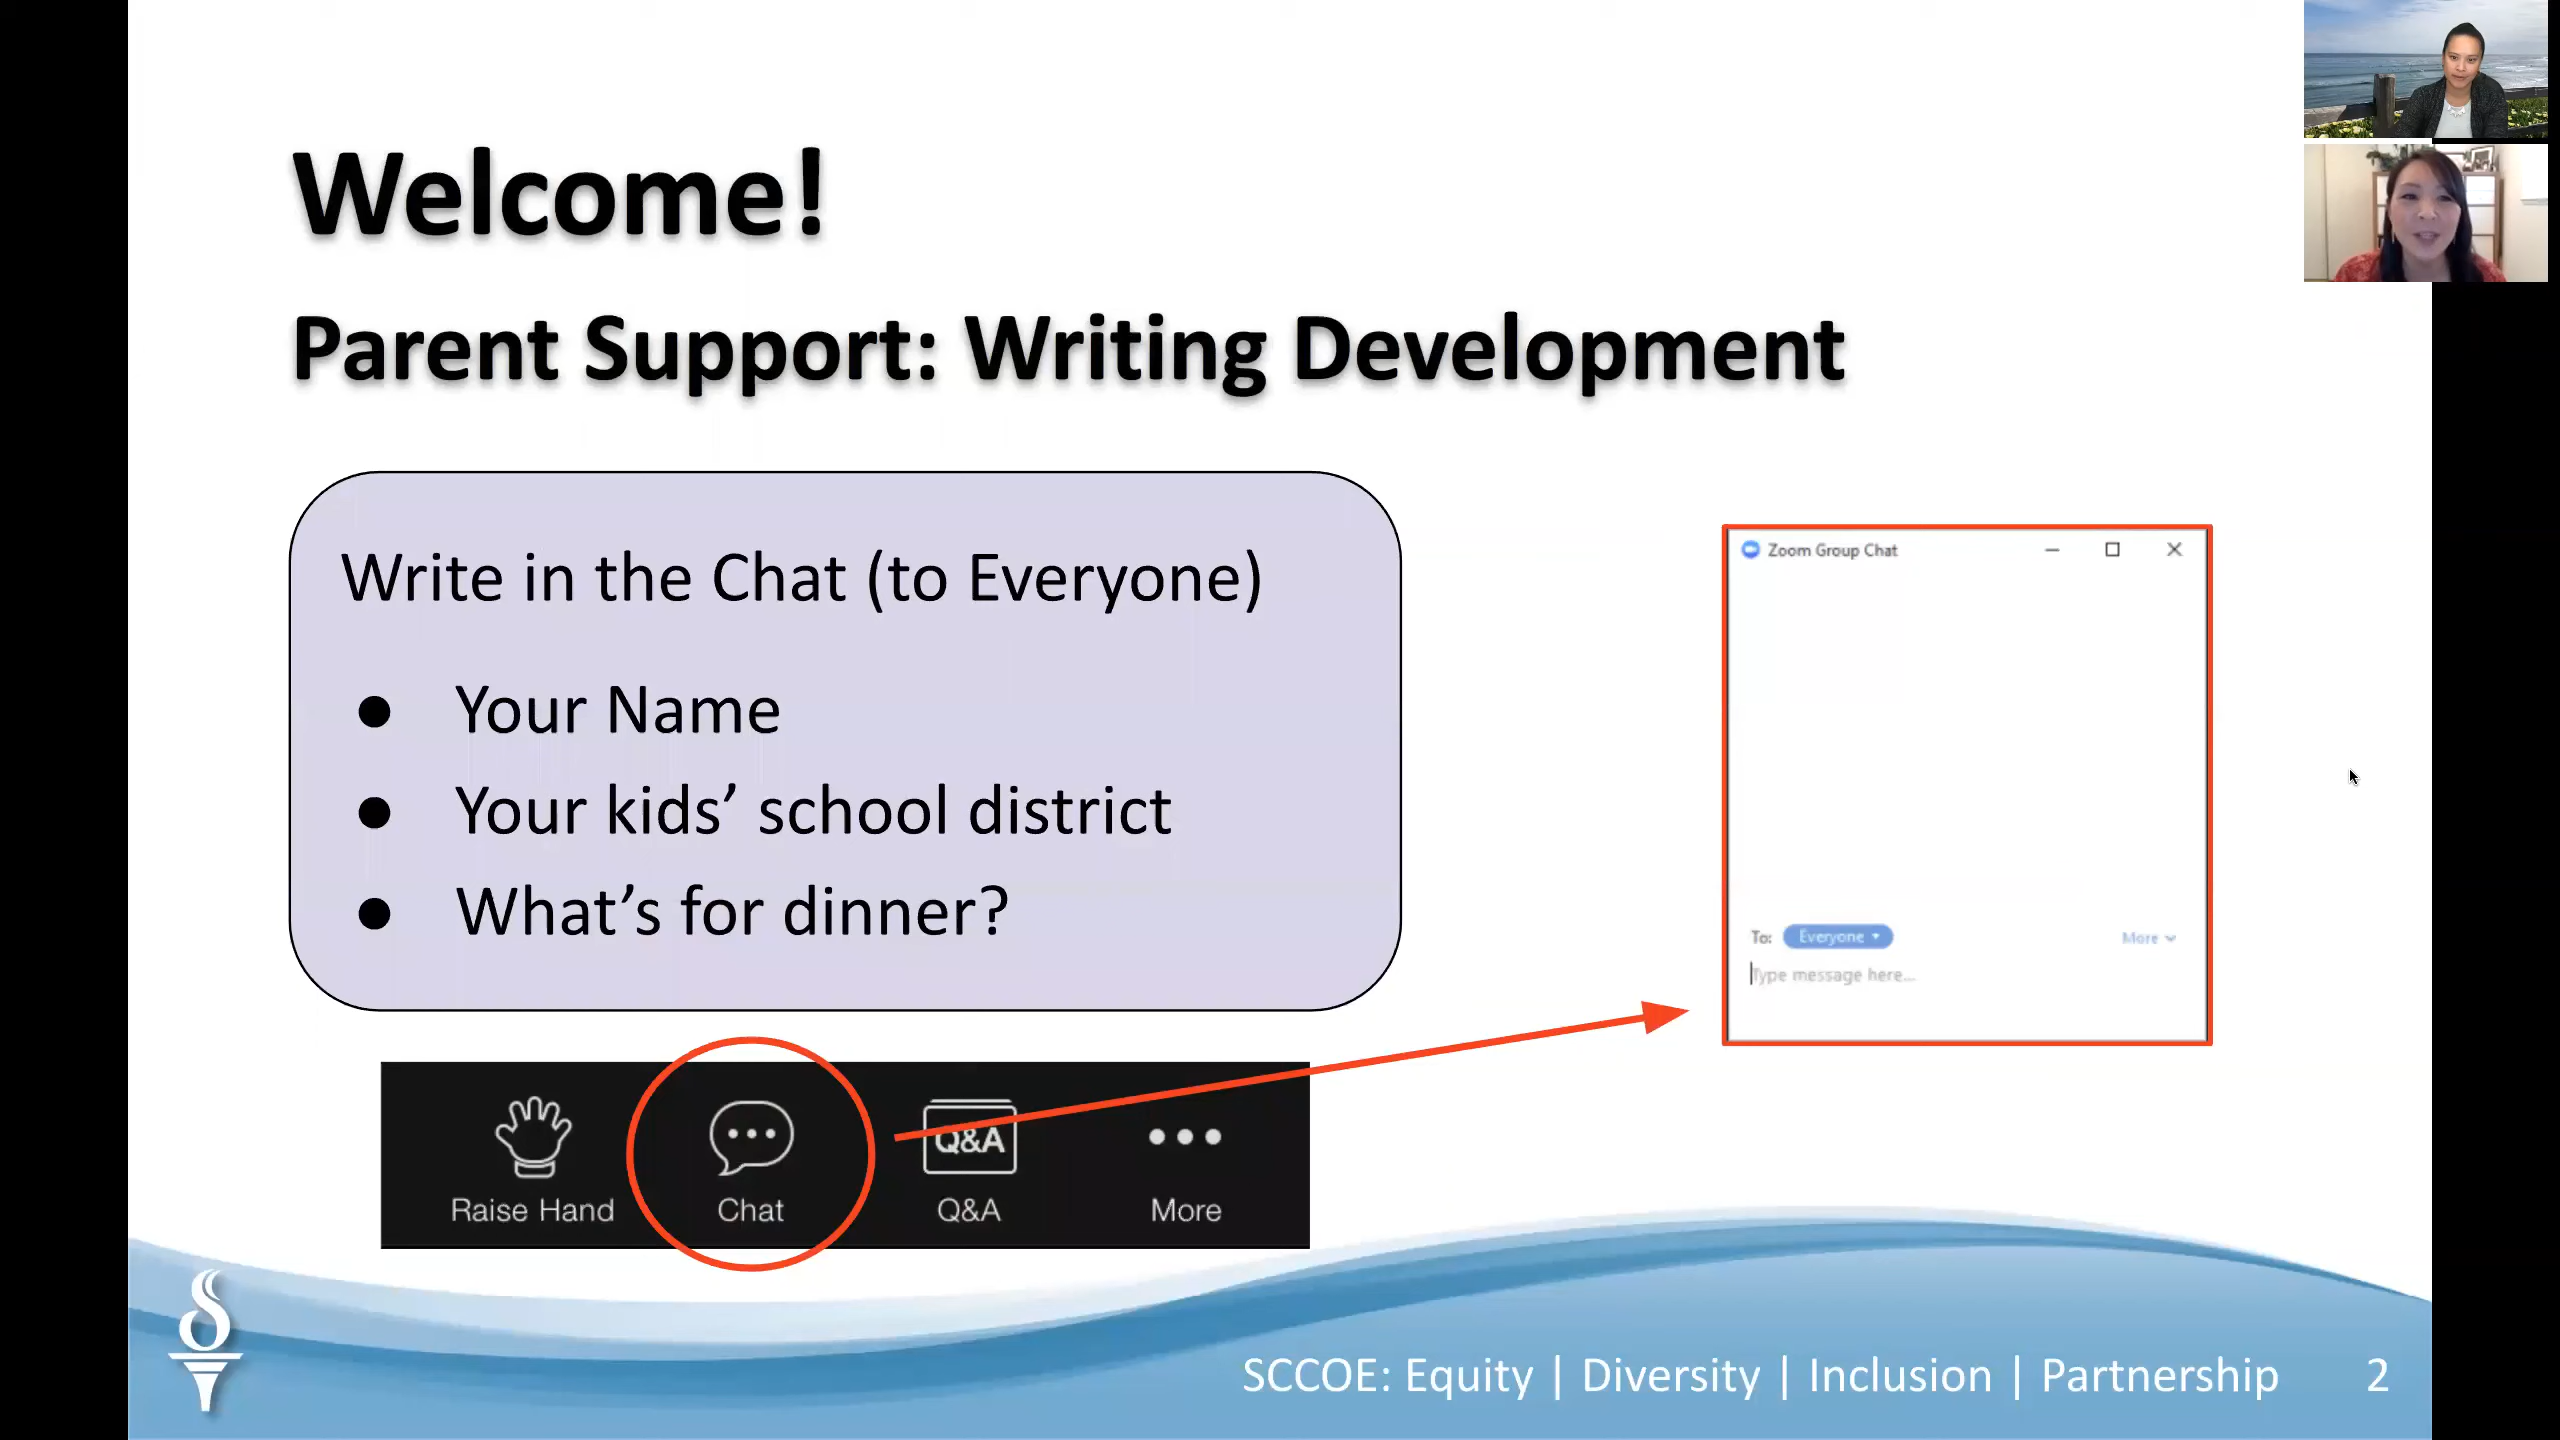 Welcome!
Parent Support: Writing Development
Write in the Chat (to Everyone)
● Your Name
● Your kids’ school district
● What’s for dinner?
Zoom Group Chat
To: Everyone
More
Type message here...
Q&A
Raise Hand
Chat
Q&A
More
SCCOE: Equity | Diversity | Inclusion | Partnership
2